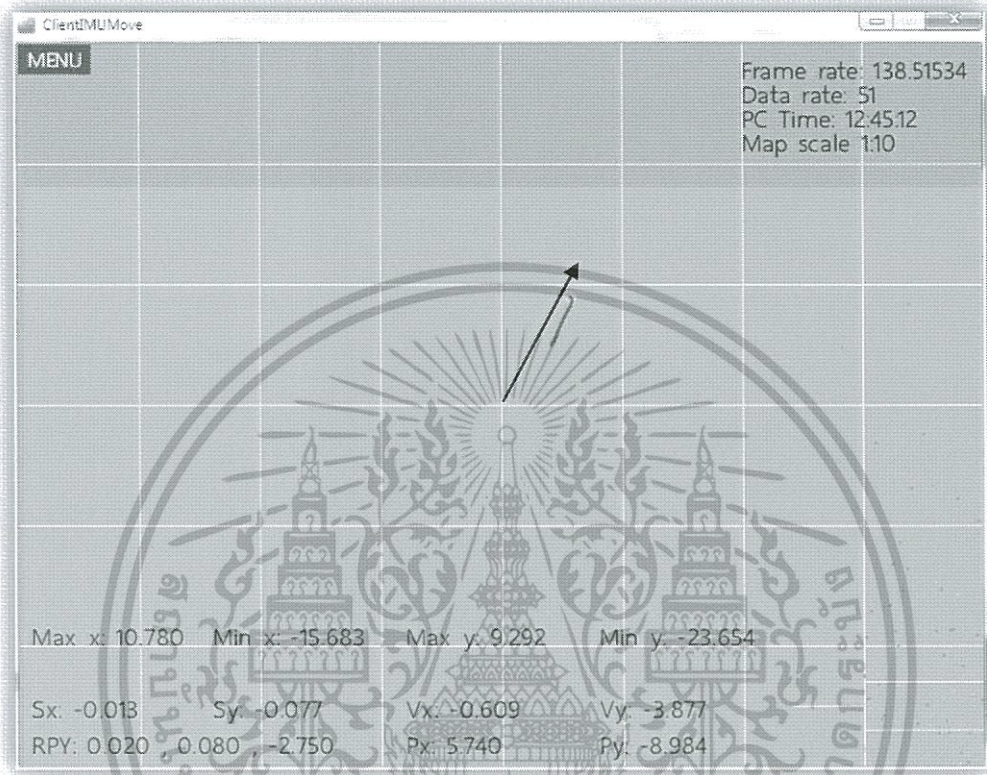 ClientIMUMove
MENU
Frame rate: 138.51534
Data rate: 51
PC Time: 12:45:12
Map scale 1:10
Max x: 10.780 Min x: -15.683 Max y: 9.292 Min y: -23.654
Sx: -0.013 Sy: -0.077 Vx: -0.609 Vy: -3.877
RPY: 0.020 , 0.080 , -2.750 Px: 5.740 Py: -8.984